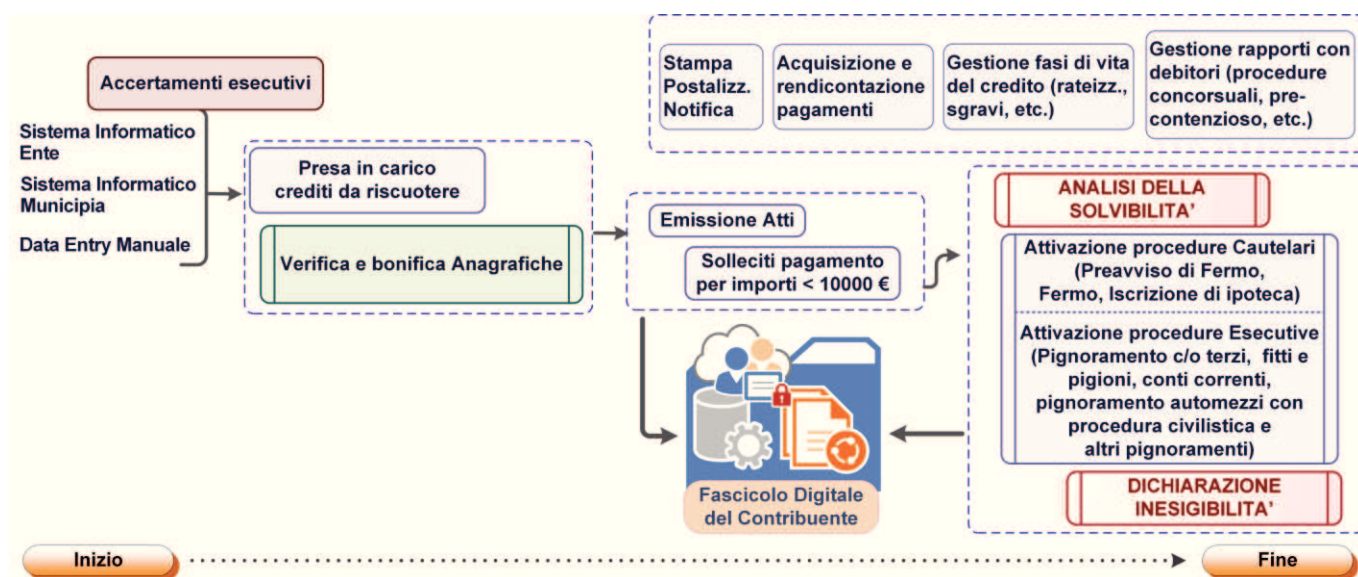 Accertamenti esecutivi
Sistema Informatico
Ente
Sistema Informatico
Municipia
Data Entry Manuale
Presa in carico
crediti da riscuotere
Verifica e bonifica Anagrafiche
Stampa
Postalizz.
Notifica
Acquisizione e
rendicontazione
pagamenti
Gestione fasi di vita
del credito (rateizz.,
sgravi, etc.)
Gestione rapporti con
debitori (procedure
concorsuali, pre-
contenzioso, etc.)
Emissione Atti
Solleciti pagamento
per importi < 10000 €
ANALISI DELLA
SOLVIBILITA’
Attivazione procedure Cautelari
(Preavviso di Fermo,
Fermo, Iscrizione di ipoteca)
Attivazione procedure Esecutive
(Pignoramento c/o terzi, fitti e
pigioni, conti correnti,
pignoramento automezzi con
procedura civilistica e
altri pignoramenti)
DICHIARAZIONE
INESIGIBILITA’
Fascicolo Digitale
del Contribuente
Inizio
Fine